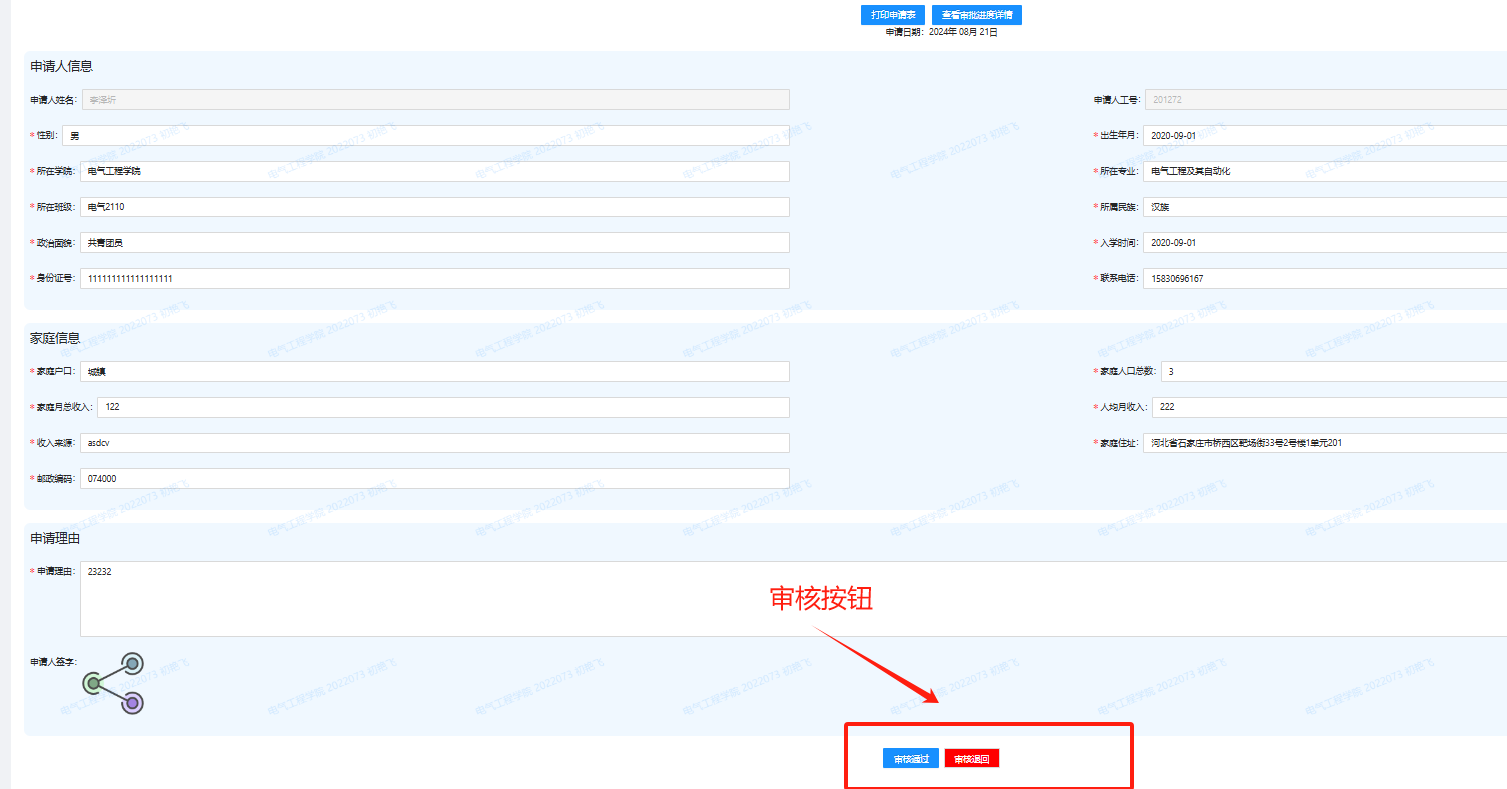 打印申请表 查看审批进度详情
申请日期：2024年 08月 21日
申请人信息
申请人姓名： 李泽圻 申请人工号： 201272
* 性别： 男 * 出生年月： 2020-09-01
* 所在学院： 电气工程学院 * 所在专业： 电气工程及其自动化
* 所在班级： 电气2110 * 所属民族： 汉族
* 政治面貌： 共青团员 * 入学时间： 2020-09-01
* 身份证号： 111111111111111111 * 联系电话： 15830696167
家庭信息
* 家庭户口： 城镇 * 家庭人口总数： 3
* 家庭月总收入： 122 * 人均月收入： 222
* 收入来源： asdcv * 家庭住址： 河北省石家庄市桥西区靶场街33号2号楼1单元201
* 邮政编码： 074000
申请理由
* 申请理由： 23232
审核按钮
申请人签字：
审核通过 审核退回
电气工程学院 2022073 初艳飞